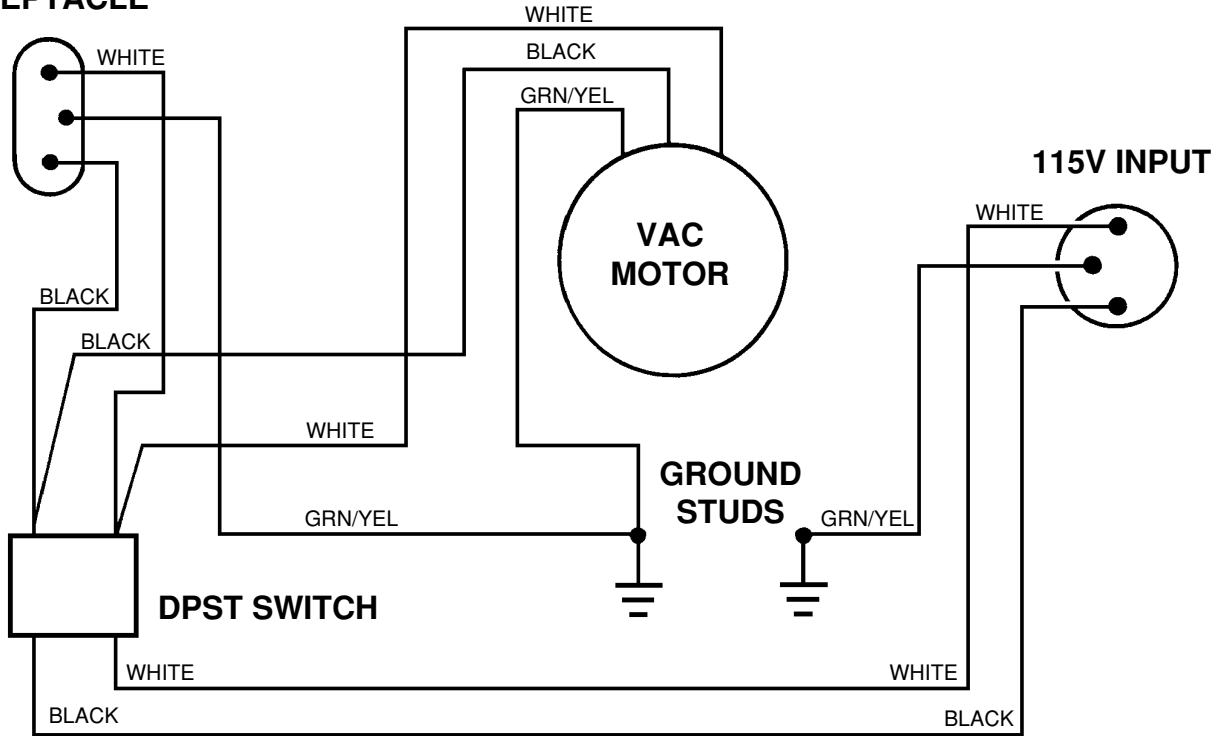 WHITE
WHITE
BLACK
GRN/YEL
115V INPUT
WHITE
VAC
MOTOR
BLACK
BLACK
WHITE
GROUND
STUDS
GRN/YEL
GRN/YEL
DPST SWITCH
WHITE
WHITE
BLACK
BLACK